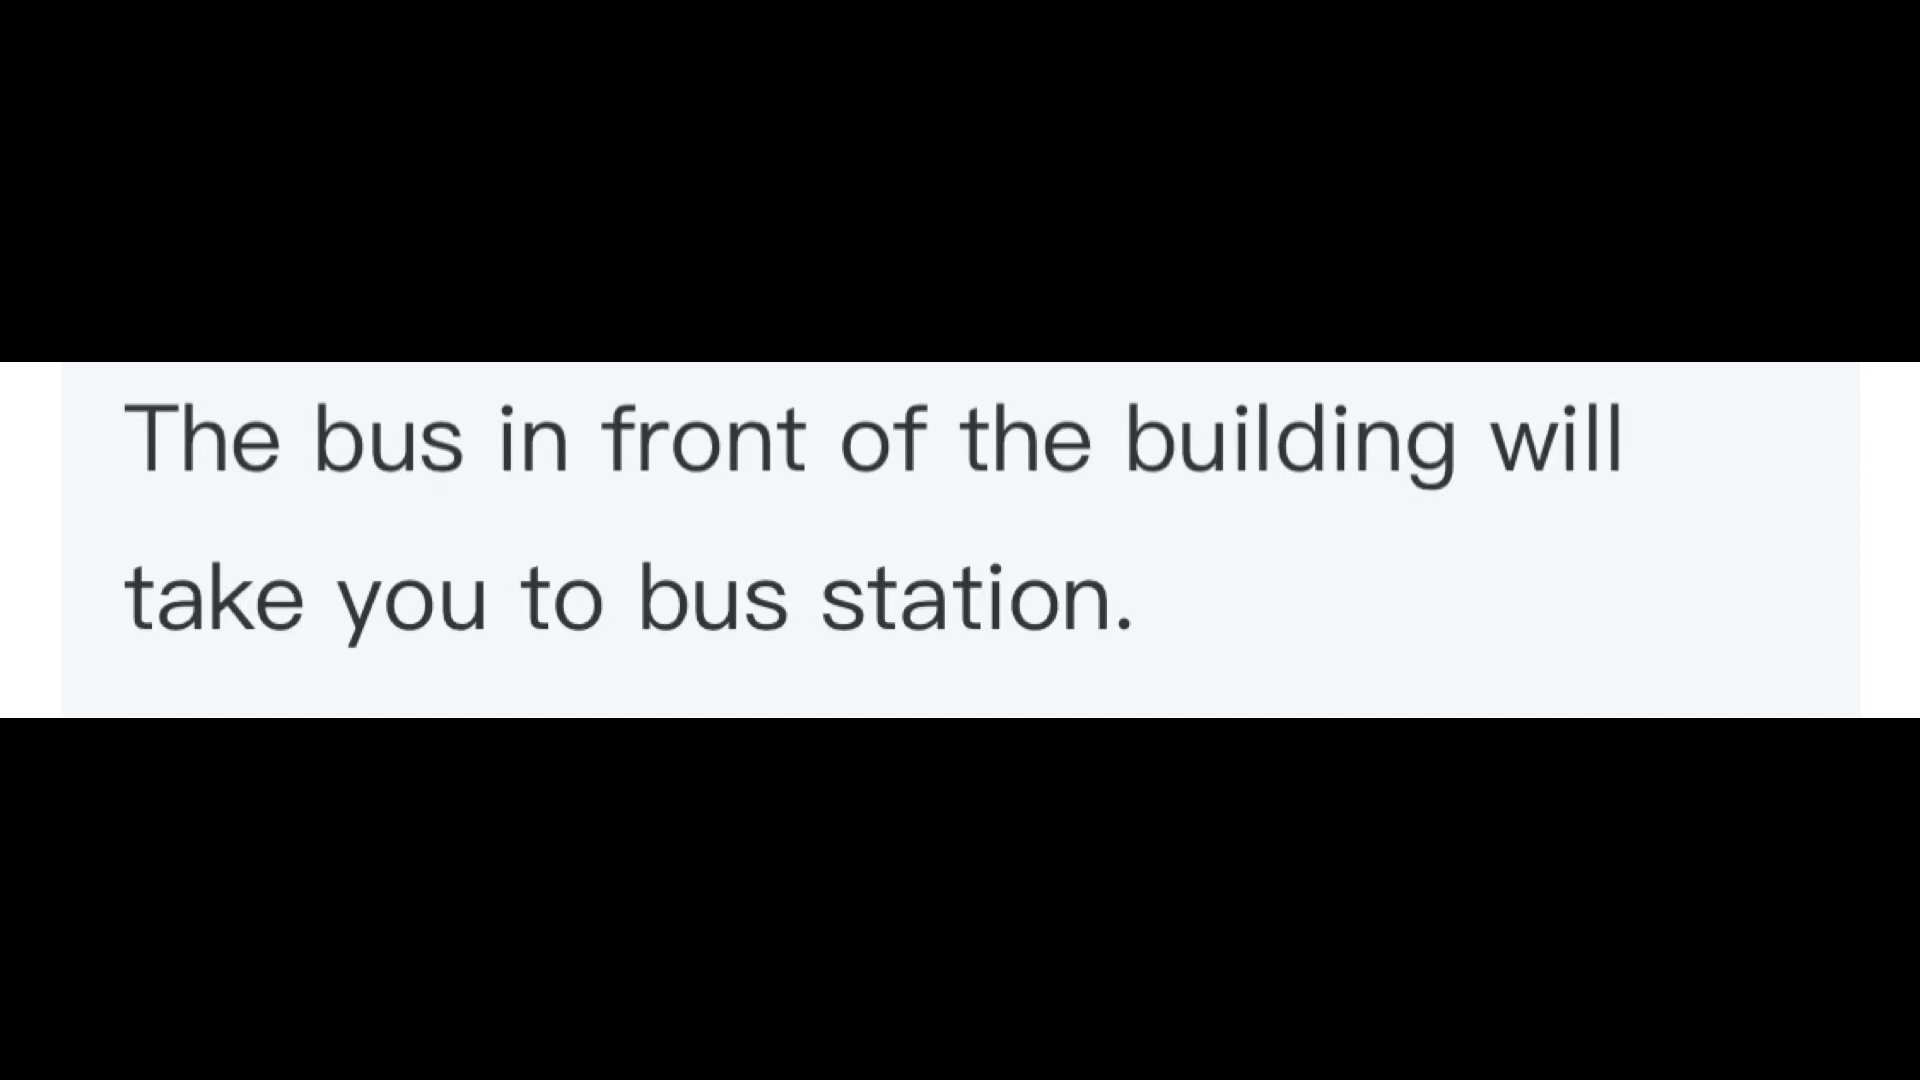 The bus in front of the building will
take you to bus station.